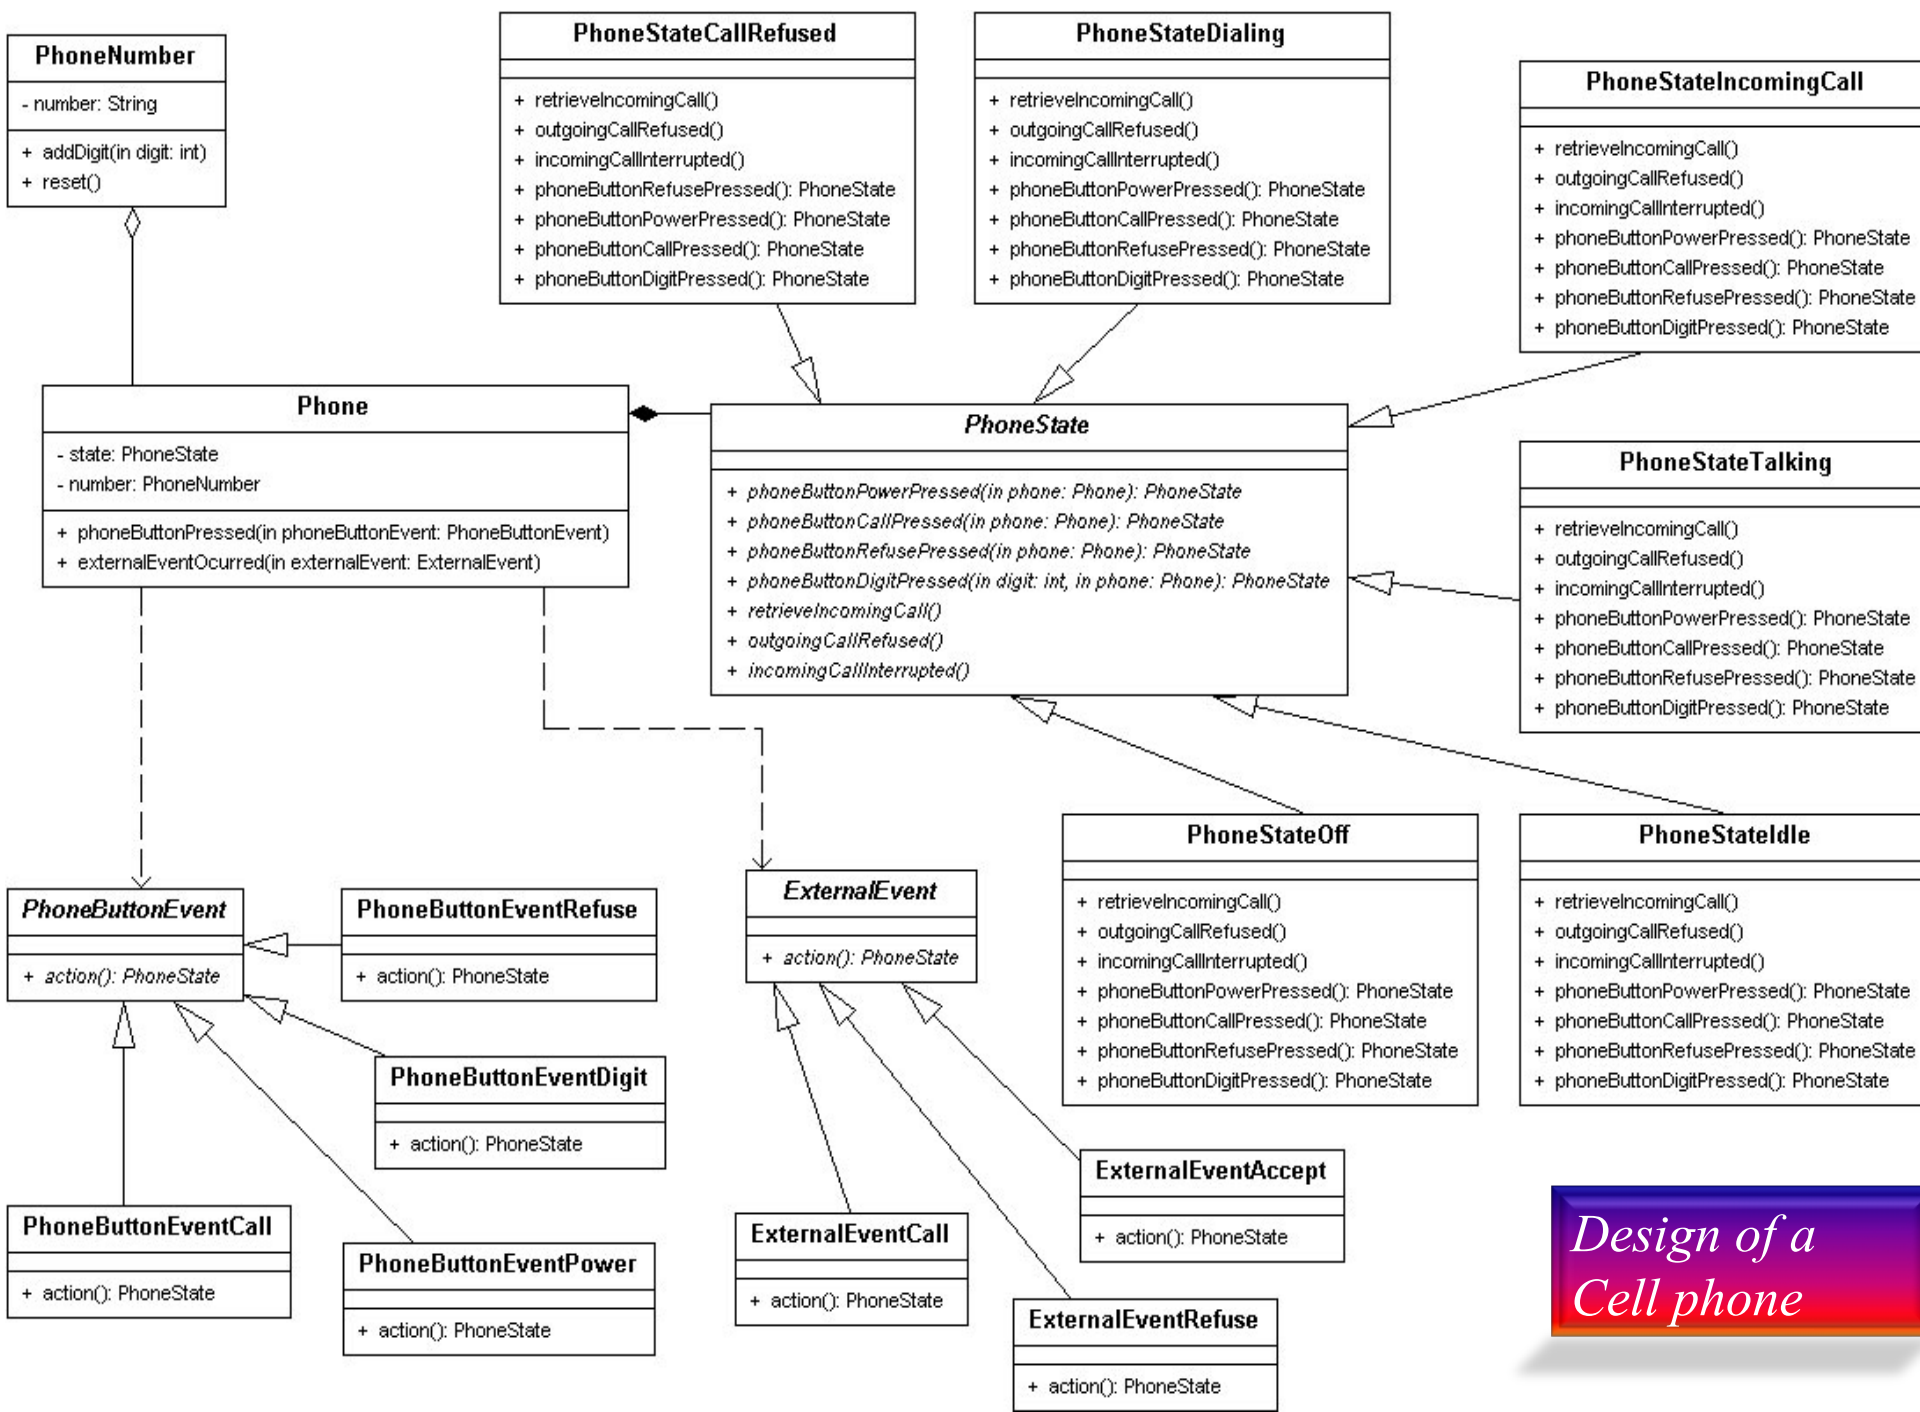 PhoneNumber
- number: String
+ addDigit(in digit: int)
+ reset()
PhoneStateCallRefused
+ retrieveIncomingCall()
+ outgoingCallRefused()
+ incomingCallInterrupted()
+ phoneButtonRefusePressed(): PhoneState
+ phoneButtonPowerPressed(): PhoneState
+ phoneButtonCallPressed(): PhoneState
+ phoneButtonDigitPressed(): PhoneState
PhoneStateDialing
+ retrieveIncomingCall()
+ outgoingCallRefused()
+ incomingCallInterrupted()
+ phoneButtonPowerPressed(): PhoneState
+ phoneButtonCallPressed(): PhoneState
+ phoneButtonRefusePressed(): PhoneState
+ phoneButtonDigitPressed(): PhoneState
PhoneStateIncomingCall
+ retrieveIncomingCall()
+ outgoingCallRefused()
+ incomingCallInterrupted()
+ phoneButtonPowerPressed(): PhoneState
+ phoneButtonCallPressed(): PhoneState
+ phoneButtonRefusePressed(): PhoneState
+ phoneButtonDigitPressed(): PhoneState
Phone
- state: PhoneState
- number: PhoneNumber
+ phoneButtonPressed(in phoneButtonEvent: PhoneButtonEvent)
+ externalEventOcurred(in externalEvent: ExternalEvent)
PhoneState
+ phoneButtonPowerPressed(in phone: Phone): PhoneState
+ phoneButtonCallPressed(in phone: Phone): PhoneState
+ phoneButtonRefusePressed(in phone: Phone): PhoneState
+ phoneButtonDigitPressed(in digit: int, in phone: Phone): PhoneState
+ retrieveIncomingCall()
+ outgoingCallRefused()
+ incomingCallInterrupted()
PhoneStateTalking
+ retrieveIncomingCall()
+ outgoingCallRefused()
+ incomingCallInterrupted()
+ phoneButtonPowerPressed(): PhoneState
+ phoneButtonCallPressed(): PhoneState
+ phoneButtonRefusePressed(): PhoneState
+ phoneButtonDigitPressed(): PhoneState
PhoneStateOff
+ retrieveIncomingCall()
+ outgoingCallRefused()
+ incomingCallInterrupted()
+ phoneButtonPowerPressed(): PhoneState
+ phoneButtonCallPressed(): PhoneState
+ phoneButtonRefusePressed(): PhoneState
+ phoneButtonDigitPressed(): PhoneState
PhoneStateIdle
+ retrieveIncomingCall()
+ outgoingCallRefused()
+ incomingCallInterrupted()
+ phoneButtonPowerPressed(): PhoneState
+ phoneButtonCallPressed(): PhoneState
+ phoneButtonRefusePressed(): PhoneState
+ phoneButtonDigitPressed(): PhoneState
PhoneButtonEvent
+ action(): PhoneState
PhoneButtonEventRefuse
+ action(): PhoneState
ExternalEvent
+ action(): PhoneState
PhoneButtonEventDigit
+ action(): PhoneState
PhoneButtonEventCall
+ action(): PhoneState
PhoneButtonEventPower
+ action(): PhoneState
ExternalEventCall
+ action(): PhoneState
ExternalEventAccept
+ action(): PhoneState
ExternalEventRefuse
+ action(): PhoneState
Design of a
Cell phone